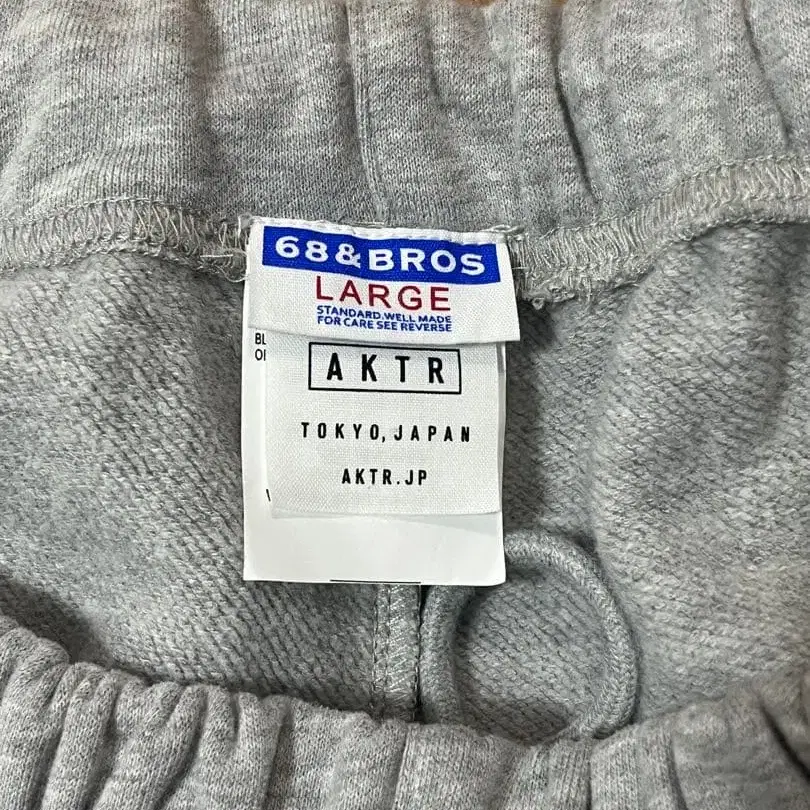 68&BROS
LARGE
STANDARD.WELL MADE
FOR CARE SEE REVERSE
AKTR
TOKYO, JAPAN
AKTR.JP